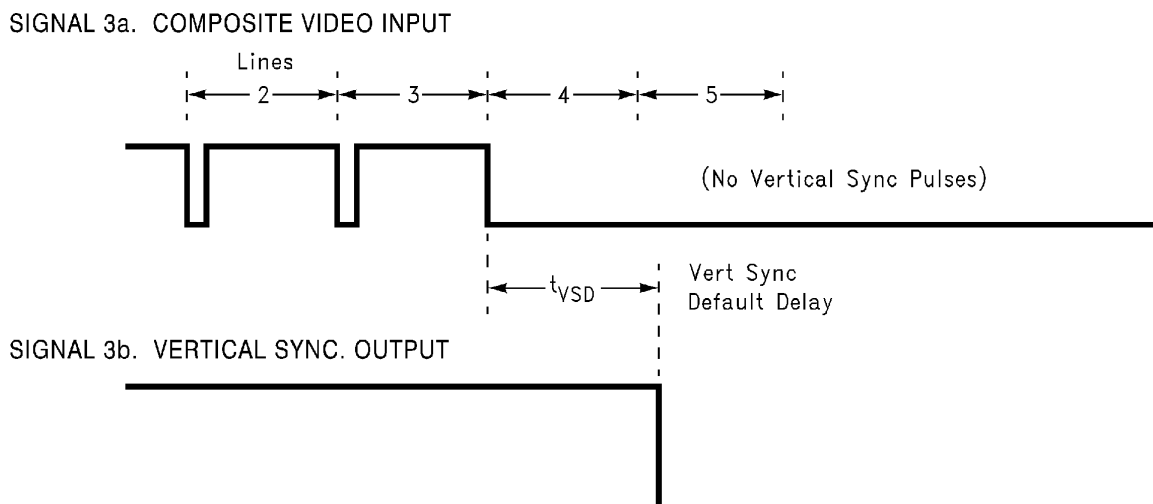 SIGNAL 3a. COMPOSITE VIDEO INPUT
Lines
2 3 4 5
(No Vertical Sync Pulses)
tVSD
Vert Sync
Default Delay
SIGNAL 3b. VERTICAL SYNC. OUTPUT